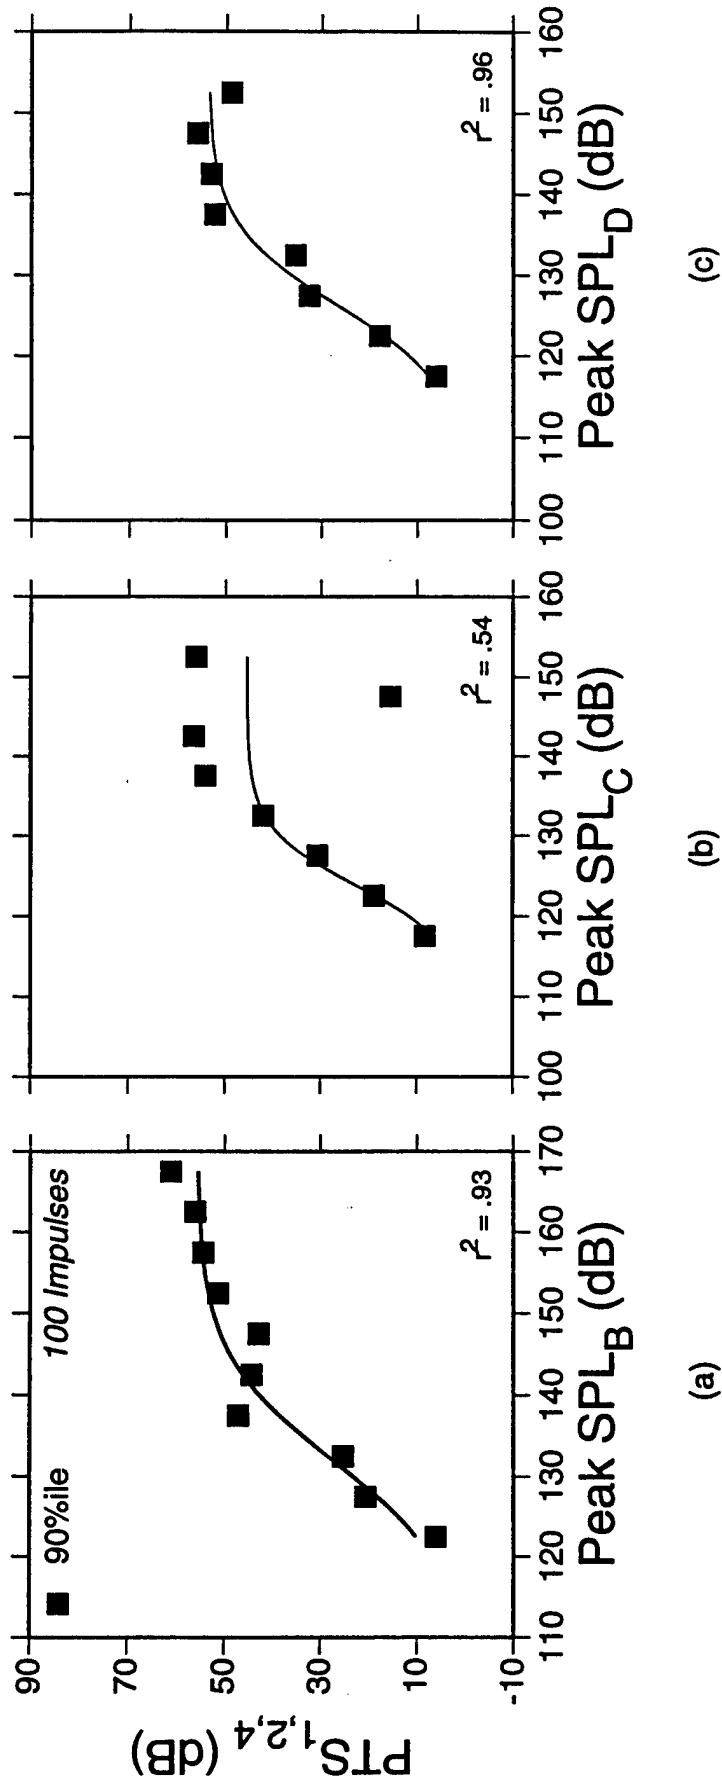 90%ile
100 Impulses
PTS1,2,4 (dB)
90
70
50
30
10
-10
r² = .93
110 120 130 140 150 160 170
Peak SPLB (dB)
(a)
r² = .54
100 110 120 130 140 150 160
Peak SPLC (dB)
(b)
r² = .96
100 110 120 130 140 150 160
Peak SPLD (dB)
(c)